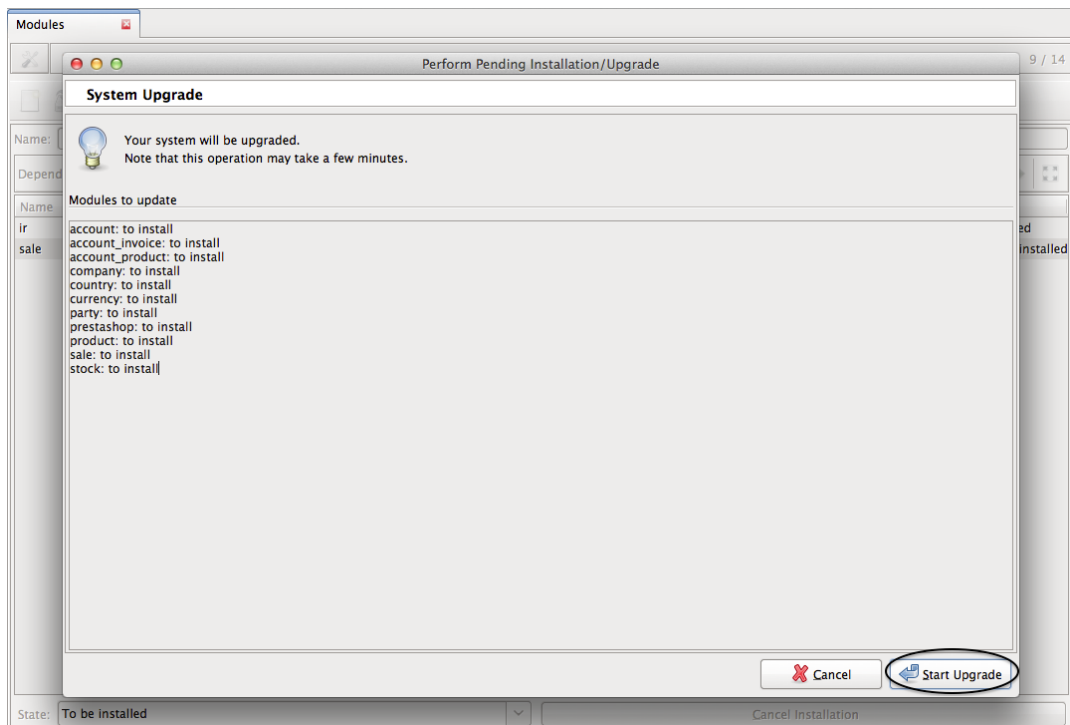 Modules
9 / 14
Perform Pending Installation/Upgrade
System Upgrade
Your system will be upgraded.
Note that this operation may take a few minutes.
Name:
Depend
Modules to update
Name
ir
ed
sale
installed
account: to install
account_invoice: to install
account_product: to install
company: to install
country: to install
currency: to install
party: to install
prestashop: to install
product: to install
sale: to install
stock: to install
Cancel
Start Upgrade
State: To be installed
Cancel Installation